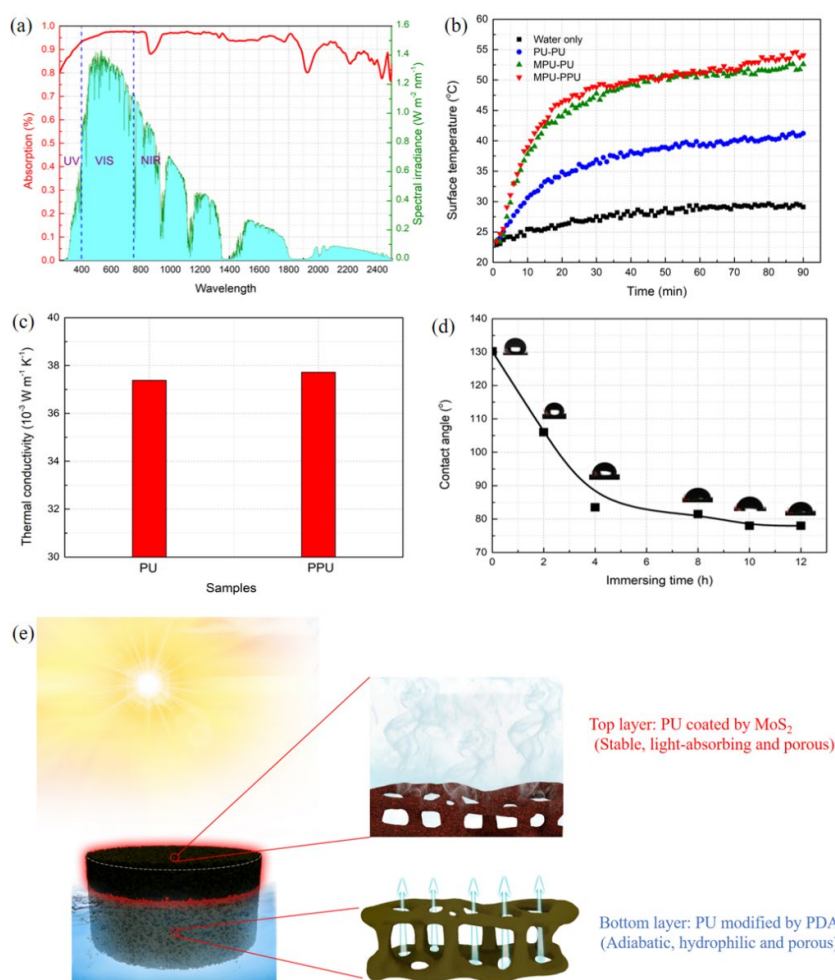 (a)
Absorption (%)
1.0
0.9
0.8
0.7
0.6
0.5
0.4
0.3
0.2
0.1
0.0
UV
VIS
NIR
400 800 1000 1200 1400 1600 1800 2000 2200 2400
Wavelength
1.6
1.4
1.2
1.0
0.8
0.6
0.4
0.2
0.0
Spectral irradiance (W m⁻³ nm⁻¹)
(b)
Surface temperature (°C)
60
55
50
45
40
35
30
25
20
Water only
PU-PU
MPU-PU
MPU-PPU
0 10 20 30 40 50 60 70 80 90
Time (min)
(c)
Thermal conductivity (10⁻³ W m⁻¹ K⁻¹)
40
38
36
34
32
30
PU PPU
Samples
(d)
Contact angle (°)
140
130
120
110
100
90
80
70
0 2 4 6 8 10 12
Immersing time (h)
(e)
Top layer: PU coated by MoS₂
(Stable, light-absorbing and porous)
Bottom layer: PU modified by PDA
(Adiabatic, hydrophilic and porous)